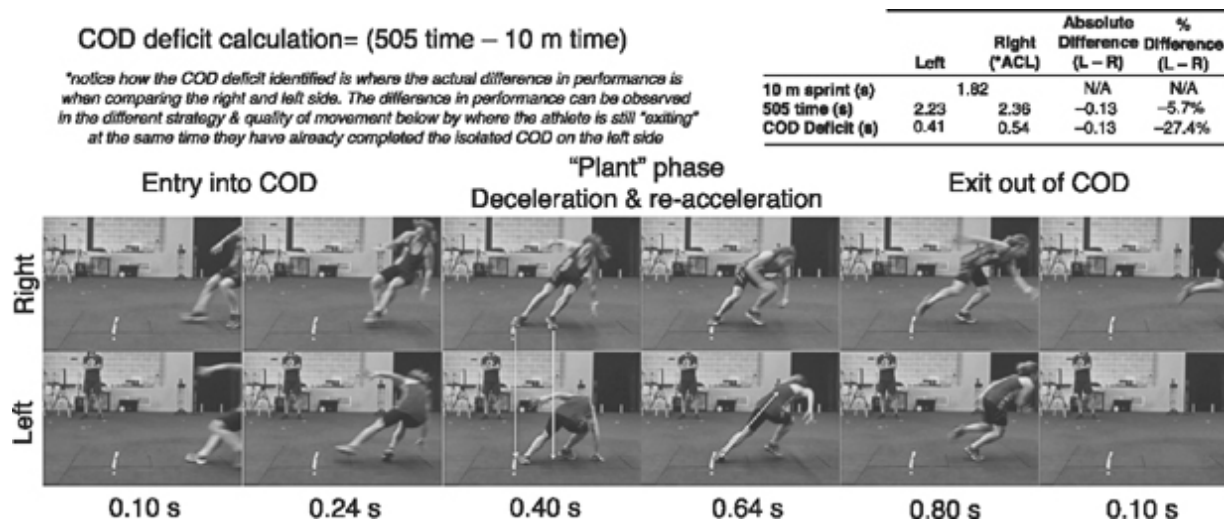 COD deficit calculation= (505 time – 10 m time)
*notice how the COD deficit identified is where the actual difference in performance is
when comparing the right and left side. The difference in performance can be observed
in the different strategy & quality of movement below by where the athlete is still "exiting"
at the same time they have already completed the isolated COD on the left side
Left Right (*ACL) Absolute Difference (L – R) % Difference (L – R)
10 m sprint (s) 1.82 N/A N/A
505 time (s) 2.23 2.36 –0.13 –5.7%
COD Deficit (s) 0.41 0.54 –0.13 –27.4%
Entry into COD
"Plant" phase
Deceleration & re-acceleration
Exit out of COD
Right
Left
0.10 s 0.24 s 0.40 s 0.64 s 0.80 s 0.10 s